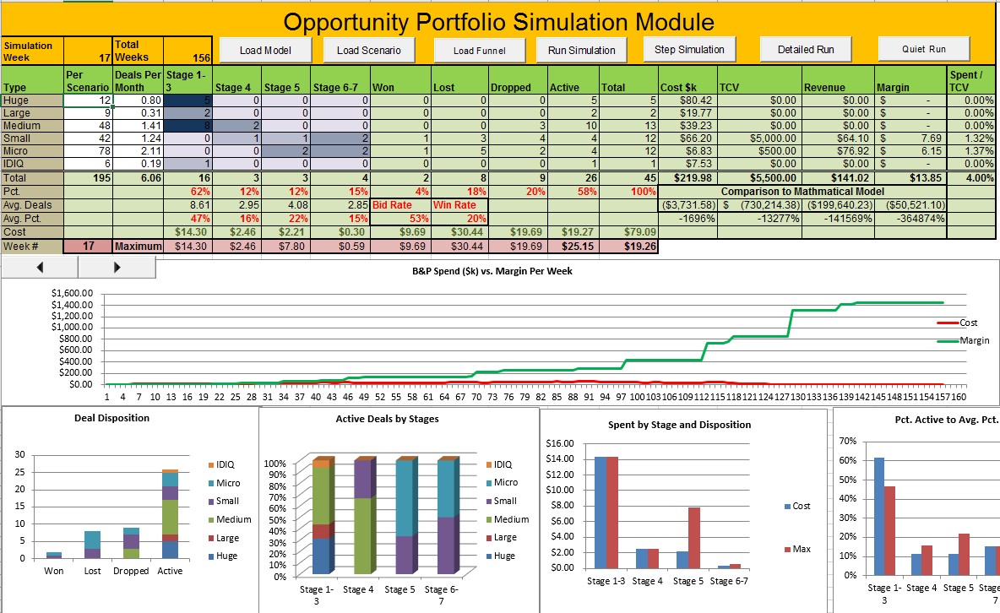 Opportunity Portfolio Simulation Module
Simulation Week 17 Total Weeks 156 Load Model Load Scenario Load Funnel Run Simulation Step Simulation Detailed Run Quiet Run
Type Per Scenario Deals Per Month Stage 1-3 Stage 4 Stage 5 Stage 6-7 Won Lost Dropped Active Total Cost $k TCV Revenue Margin Spent / TCV
Huge 12 0.80 5 0 0 0 0 0 0 5 5 $80.42 $0.00 $0.00 $ - 0.00%
Large 9 0.31 2 0 0 0 0 0 0 2 2 $19.77 $0.00 $0.00 $ - 0.00%
Medium 48 1.41 8 2 0 0 0 0 3 10 13 $39.23 $0.00 $0.00 $ - 0.00%
Small 42 1.24 0 1 1 2 1 3 4 4 12 $66.20 $5,000.00 $64.10 $ 7.69 1.32%
Micro 78 2.11 0 0 2 2 1 5 2 4 12 $6.83 $500.00 $76.92 $ 6.15 1.37%
IDIQ 6 0.19 1 0 0 0 0 0 0 1 1 $7.53 $0.00 $0.00 $ - 0.00%
Total 195 6.06 16 3 3 4 2 8 9 26 45 $219.98 $5,500.00 $141.02 $13.85 4.00%
Pct. 62% 12% 12% 15% 4% 18% 20% 58% 100% Comparison to Mathmatical Model
Avg. Deals 8.61 2.95 4.08 2.85 Bid Rate Win Rate ($3,731.58) $ (730,214.38) ($199,640.23) ($50,521.10)
Avg. Pct. 47% 16% 22% 15% 53% 20% -1696% -13277% -141569% -364874%
Cost $14.30 $2.46 $2.21 $0.30 $9.69 $30.44 $19.69 $19.27 $79.09
Week # 17 Maximum $14.30 $2.46 $7.80 $0.59 $9.69 $30.44 $19.69 $25.15 $19.26
B&P Spend ($k) vs. Margin Per Week
$1,600.00
$1,400.00
$1,200.00
$1,000.00
$800.00
$600.00
$400.00
$200.00
$0.00
Cost
Margin
1 4 7 10 13 16 19 22 25 28 31 34 37 40 43 46 49 52 55 58 61 64 67 70 73 76 79 82 85 88 91 94 97 100 103 106 109 112 115 118 121 124 127 130 133 136 139 142 145 148 151 154 157 160
Deal Disposition
30
25
20
15
10
5
0
Won Lost Dropped Active
IDIQ
Micro
Small
Medium
Large
Huge
Active Deals by Stages
100%
90%
80%
70%
60%
50%
40%
30%
20%
10%
0%
Stage 1-3 Stage 4 Stage 5 Stage 6-7
IDIQ
Micro
Small
Medium
Large
Huge
Spent by Stage and Disposition
$16.00
$14.00
$12.00
$10.00
$8.00
$6.00
$4.00
$2.00
$0.00
Stage 1-3 Stage 4 Stage 5 Stage 6-7
Cost
Max
Pct. Active to Avg. Pct.
70%
60%
50%
40%
30%
20%
10%
0%
Stage 1-3 Stage 4 Stage 5 Stage 7